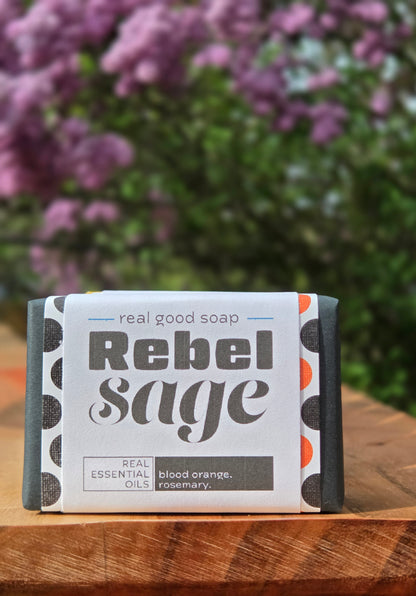 real good soap
Rebel
sage
REAL
ESSENTIAL
OILS
blood orange.
rosemary.